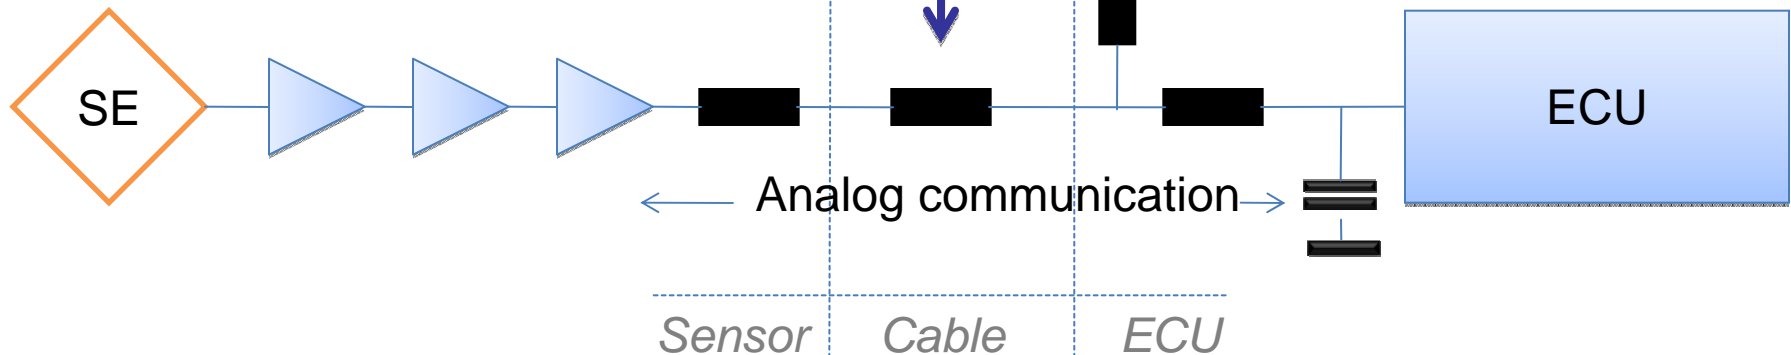 SE
ECU
Analog communication
Sensor
Cable
ECU